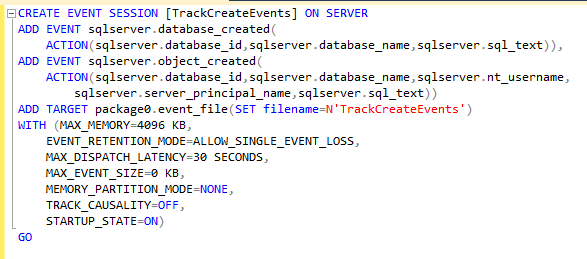 CREATE EVENT SESSION [TrackCreateEvents] ON SERVER
ADD EVENT sqlserver.database_created(
    ACTION(sqlserver.database_id,sqlserver.database_name,sqlserver.sql_text)),
ADD EVENT sqlserver.object_created(
    ACTION(sqlserver.database_id,sqlserver.database_name,sqlserver.nt_username,
        sqlserver.server_principal_name,sqlserver.sql_text))
ADD TARGET package0.event_file(SET filename=N'TrackCreateEvents')
WITH (MAX_MEMORY=4096 KB,
    EVENT_RETENTION_MODE=ALLOW_SINGLE_EVENT_LOSS,
    MAX_DISPATCH_LATENCY=30 SECONDS,
    MAX_EVENT_SIZE=0 KB,
    MEMORY_PARTITION_MODE=NONE,
    TRACK_CAUSALITY=OFF,
    STARTUP_STATE=ON)
GO